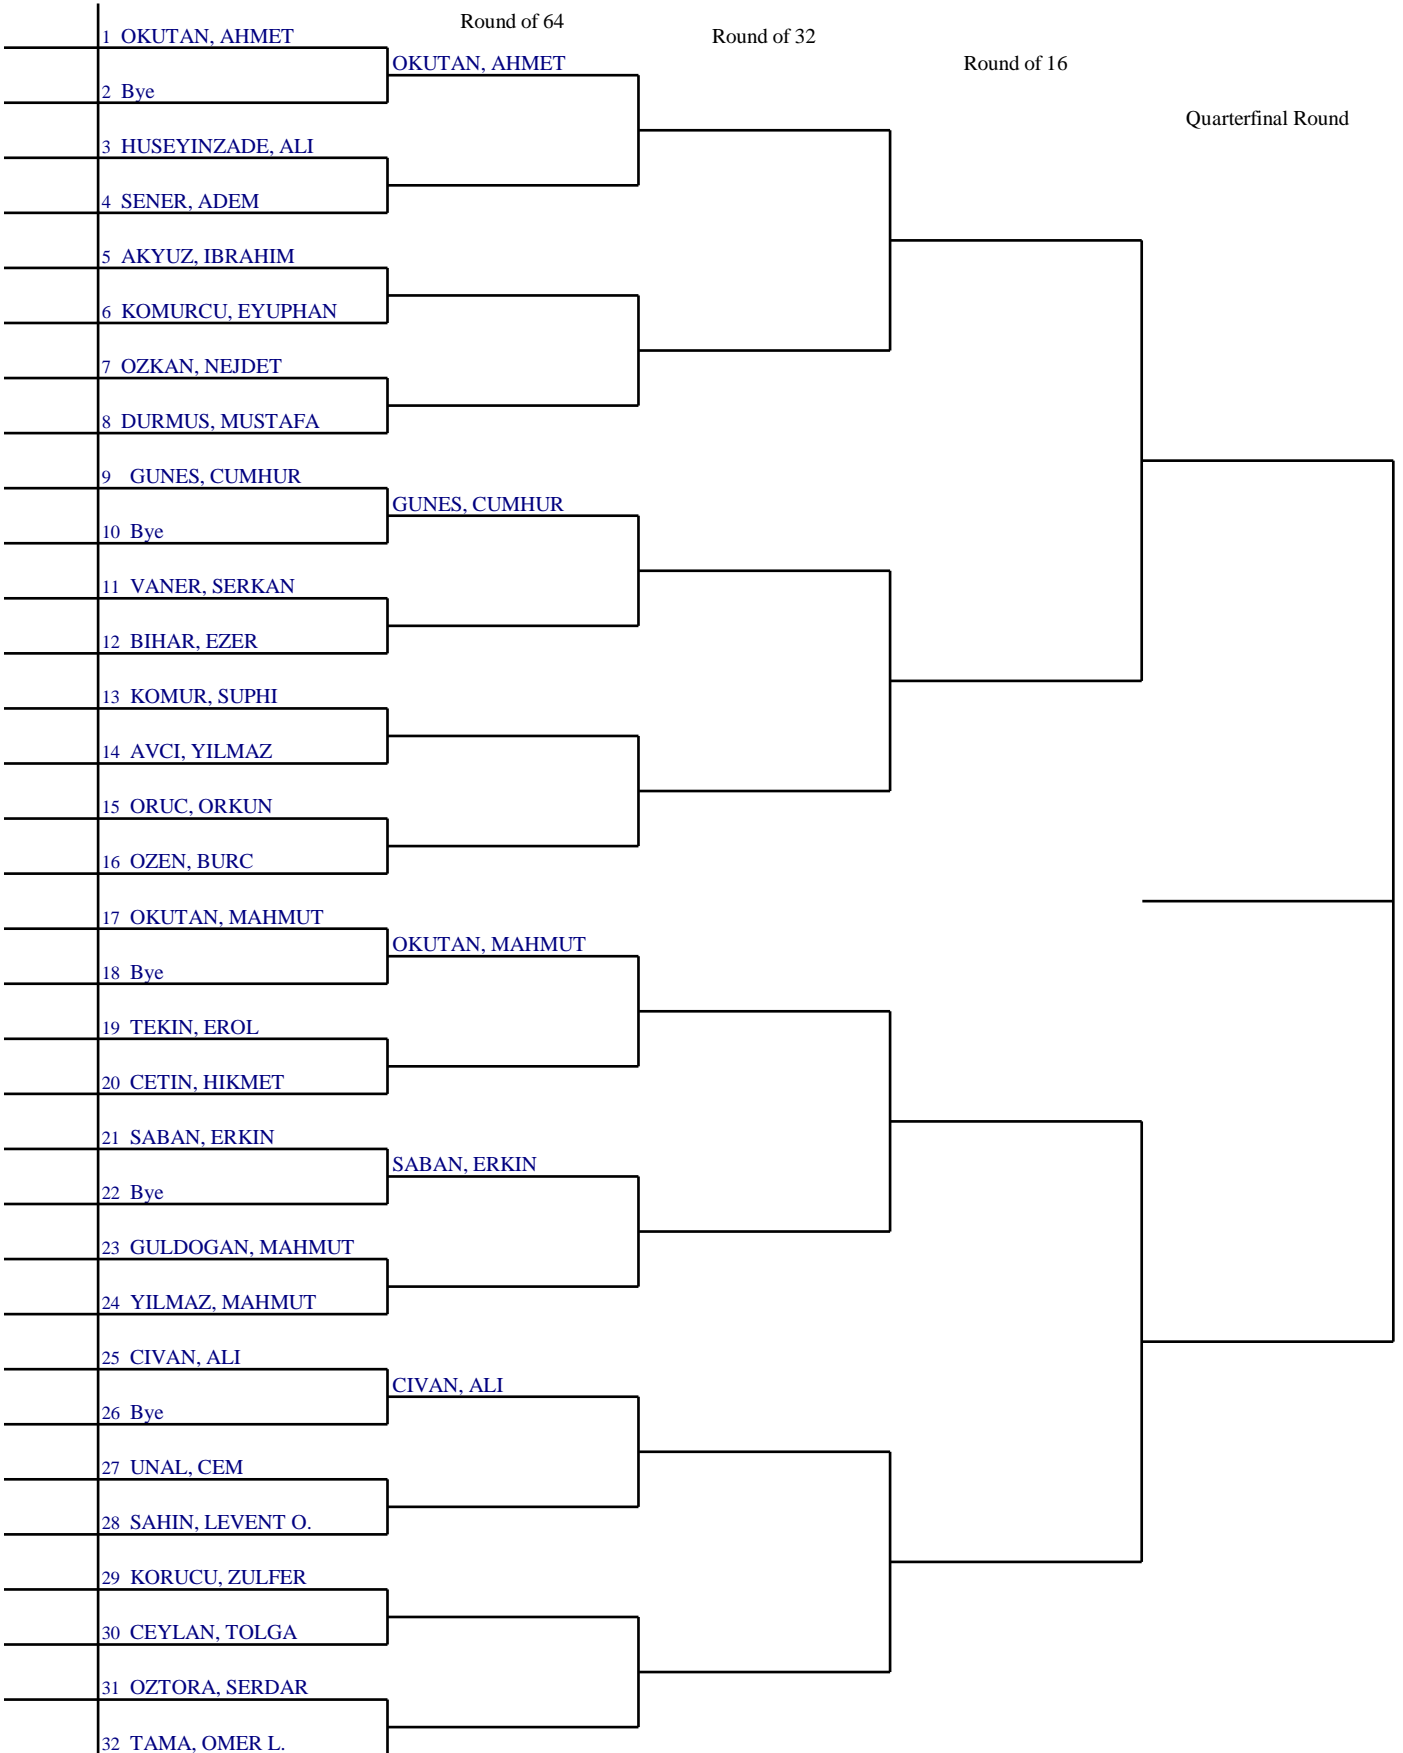 Round of 64
Round of 32
Round of 16
Quarterfinal Round
1 OKUTAN, AHMET
OKUTAN, AHMET
2 Bye
3 HUSEYINZADE, ALI
4 SENER, ADEM
5 AKYUZ, IBRAHIM
6 KOMURCU, EYUPHAN
7 OZKAN, NEJDET
8 DURMUS, MUSTAFA
9 GUNES, CUMHUR
GUNES, CUMHUR
10 Bye
11 VANER, SERKAN
12 BIHAR, EZER
13 KOMUR, SUPHI
14 AVCI, YILMAZ
15 ORUC, ORKUN
16 OZEN, BURC
17 OKUTAN, MAHMUT
OKUTAN, MAHMUT
18 Bye
19 TEKIN, EROL
20 CETIN, HIKMET
21 SABAN, ERKIN
SABAN, ERKIN
22 Bye
23 GULDOGAN, MAHMUT
24 YILMAZ, MAHMUT
25 CIVAN, ALI
CIVAN, ALI
26 Bye
27 UNAL, CEM
28 SAHIN, LEVENT O.
29 KORUCU, ZULFER
30 CEYLAN, TOLGA
31 OZTORA, SERDAR
32 TAMA, OMER L.